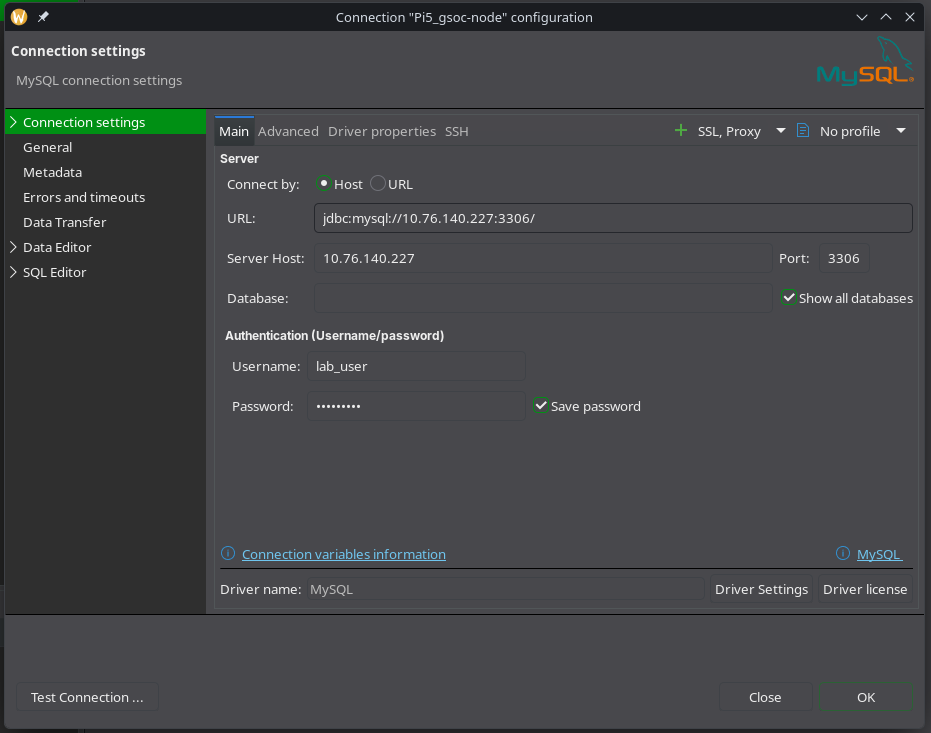 Connection "Pi5_gsoc-node" configuration
Connection settings
MySQL connection settings
MySQL®
Connection settings
General
Metadata
Errors and timeouts
Data Transfer
Data Editor
SQL Editor
Main Advanced Driver properties SSH + SSL, Proxy No profile
Server
Connect by: Host URL
URL: jdbc:mysql://10.76.140.227:3306/
Server Host: 10.76.140.227 Port: 3306
Database: Show all databases
Authentication (Username/password)
Username: lab_user
Password: ••••••••• Save password
Connection variables information MySQL
Driver name: MySQL Driver Settings Driver license
Test Connection ... Close OK